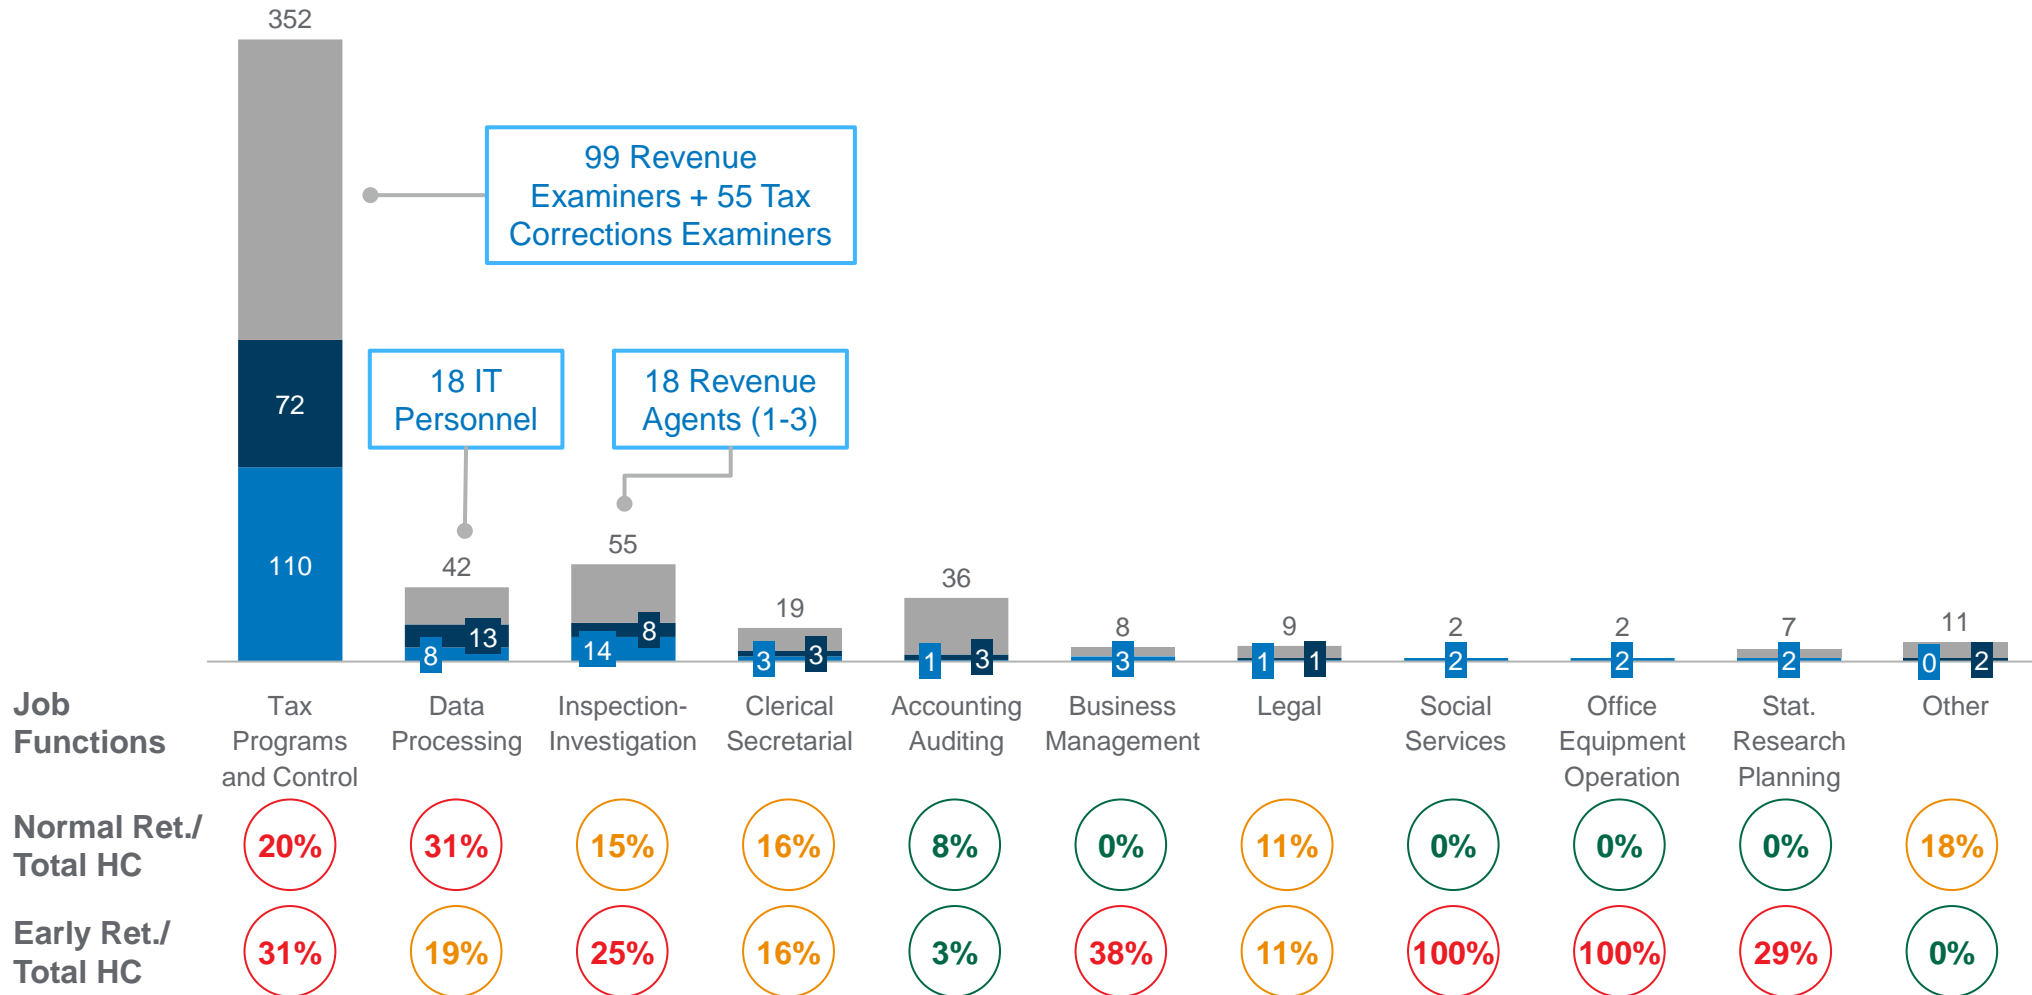 352
99 Revenue
Examiners + 55 Tax
Corrections Examiners
72
18 IT
Personnel
18 Revenue
Agents (1-3)
110
42
13
8
55
8
14
19
3
3
36
1
3
8
3
9
1
1
2
2
2
2
7
2
11
0
2
Job
Functions
Tax
Programs
and Control
Data
Processing
Inspection-
Investigation
Clerical
Secretarial
Accounting
Auditing
Business
Management
Legal
Social
Services
Office
Equipment
Operation
Stat.
Research
Planning
Other
Normal Ret./
Total HC
20%
31%
15%
16%
8%
0%
11%
0%
0%
0%
18%
Early Ret./
Total HC
31%
19%
25%
16%
3%
38%
11%
100%
100%
29%
0%